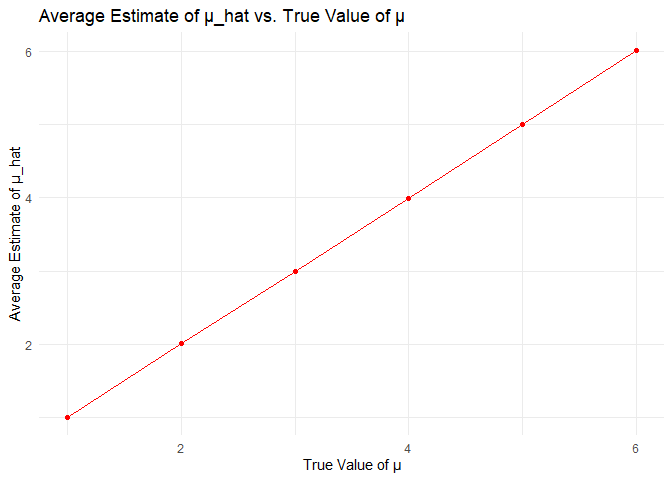 Average Estimate of µ_hat vs. True Value of µ
6
4
2
Average Estimate of µ_hat
2 4 6
True Value of µ